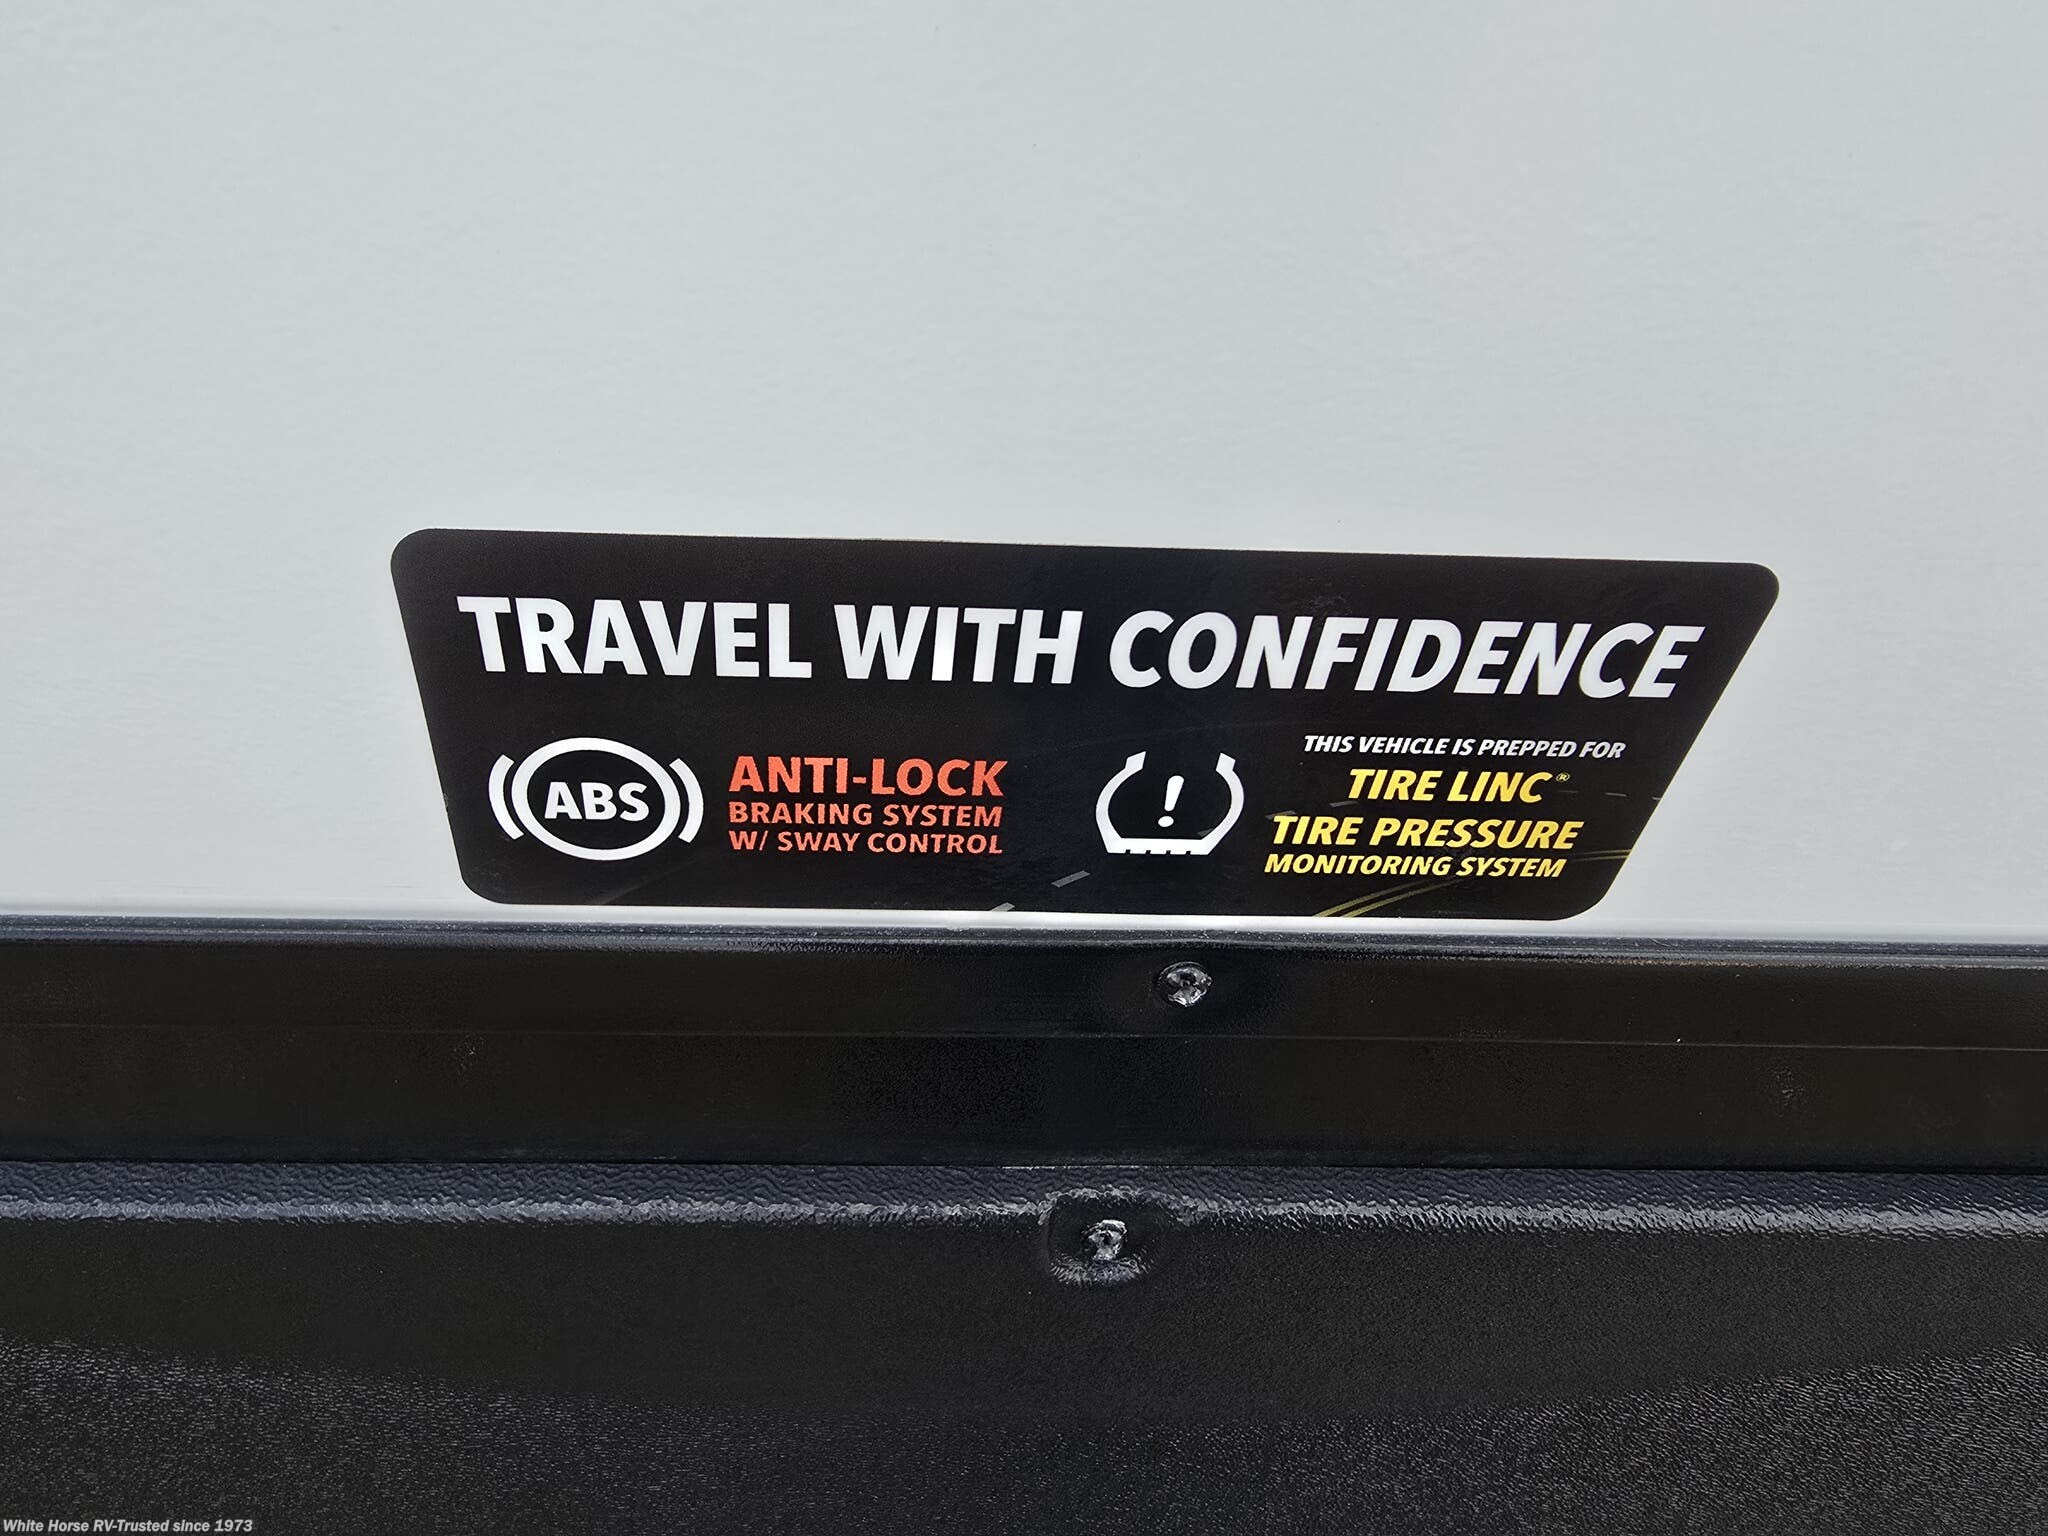 TRAVEL WITH CONFIDENCE
ABS
ANTI-LOCK
BRAKING SYSTEM
W/ SWAY CONTROL
!
THIS VEHICLE IS PREPPED FOR
TIRE LINC®
TIRE PRESSURE
MONITORING SYSTEM
White Horse RV-Trusted since 1973